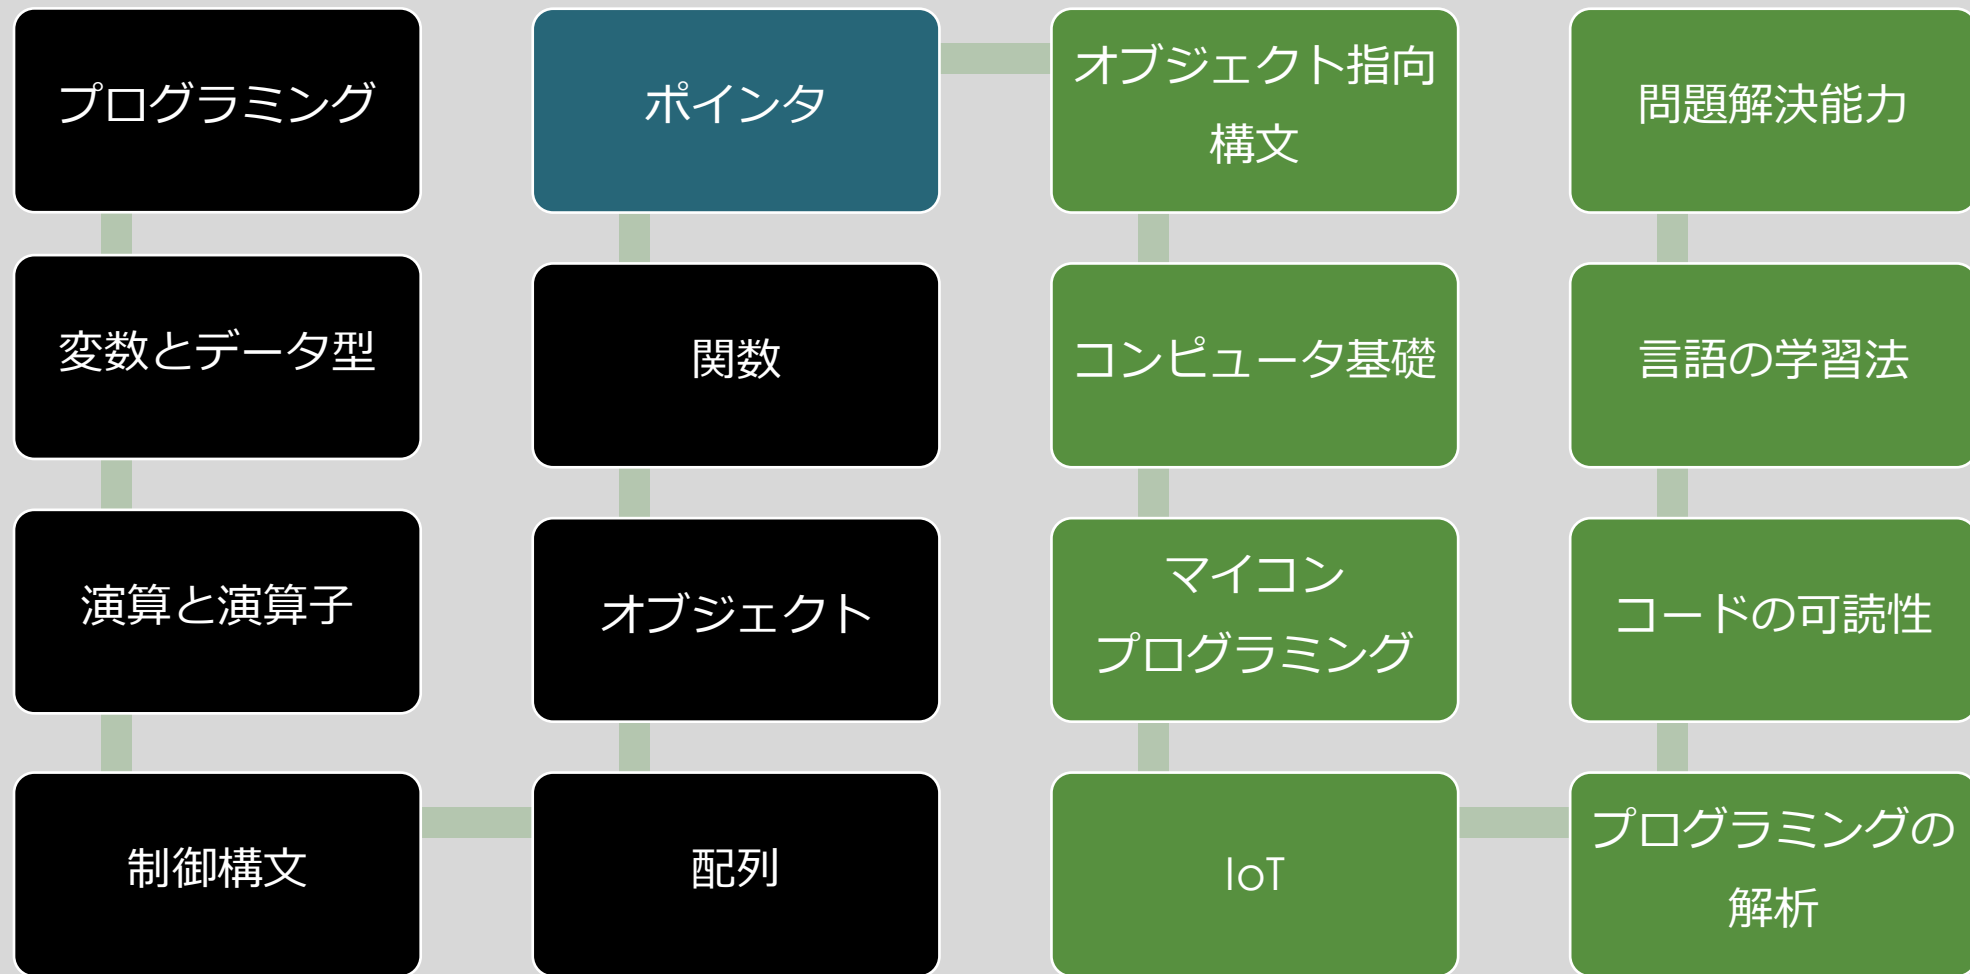 プログラミング
変数とデータ型
演算と演算子
制御構文
配列
オブジェクト
関数
ポインタ
オブジェクト指向
構文
コンピュータ基礎
マイコン
プログラミング
IoT
プログラミングの
解析
コードの可読性
言語の学習法
問題解決能力